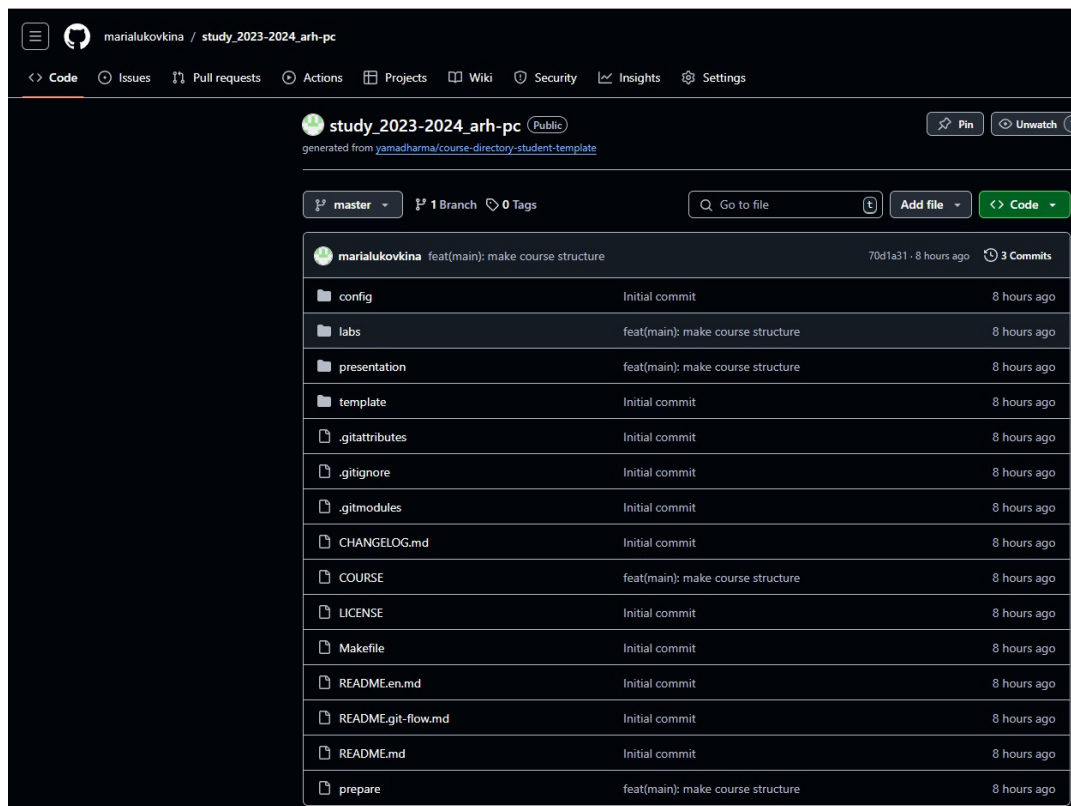 marialukovkina / study_2023-2024_arh-pc
Code Issues Pull requests Actions Projects Wiki Security Insights Settings
study_2023-2024_arh-pc Public Pin Unwatch
generated from yamadharma/course-directory-student-template
master 1 Branch 0 Tags Go to file t Add file Code
marialukovkina feat(main): make course structure 70d1a31 · 8 hours ago 3 Commits
config Initial commit 8 hours ago
labs feat(main): make course structure 8 hours ago
presentation feat(main): make course structure 8 hours ago
template Initial commit 8 hours ago
.gitattributes Initial commit 8 hours ago
.gitignore Initial commit 8 hours ago
.gitmodules Initial commit 8 hours ago
CHANGELOG.md Initial commit 8 hours ago
COURSE feat(main): make course structure 8 hours ago
LICENSE Initial commit 8 hours ago
Makefile Initial commit 8 hours ago
README.en.md Initial commit 8 hours ago
README.git-flow.md Initial commit 8 hours ago
README.md Initial commit 8 hours ago
prepare feat(main): make course structure 8 hours ago